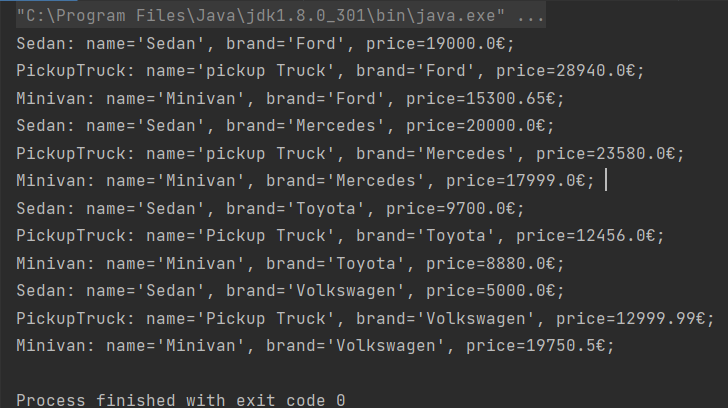 "C:\Program Files\Java\jdk1.8.0_301\bin\java.exe" ...
Sedan: name='Sedan', brand='Ford', price=19000.0€;
PickupTruck: name='pickup Truck', brand='Ford', price=28940.0€;
Minivan: name='Minivan', brand='Ford', price=15300.65€;
Sedan: name='Sedan', brand='Mercedes', price=20000.0€;
PickupTruck: name='pickup Truck', brand='Mercedes', price=23580.0€;
Minivan: name='Minivan', brand='Mercedes', price=17999.0€;
Sedan: name='Sedan', brand='Toyota', price=9700.0€;
PickupTruck: name='Pickup Truck', brand='Toyota', price=12456.0€;
Minivan: name='Minivan', brand='Toyota', price=8880.0€;
Sedan: name='Sedan', brand='Volkswagen', price=5000.0€;
PickupTruck: name='Pickup Truck', brand='Volkswagen', price=12999.99€;
Minivan: name='Minivan', brand='Volkswagen', price=19750.5€;
Process finished with exit code 0